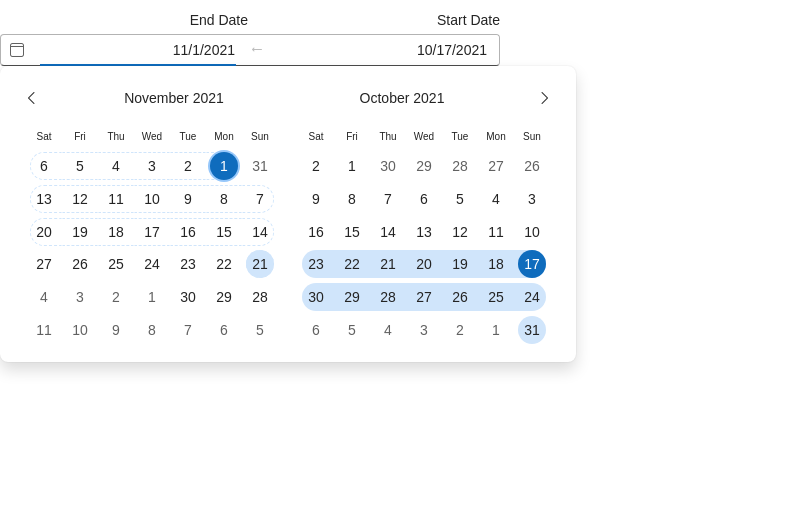 End Date Start Date
11/1/2021 ← 10/17/2021
November 2021 October 2021
Sat Fri Thu Wed Tue Mon Sun Sat Fri Thu Wed Tue Mon Sun
6 5 4 3 2 1 31 2 1 30 29 28 27 26
13 12 11 10 9 8 7 9 8 7 6 5 4 3
20 19 18 17 16 15 14 16 15 14 13 12 11 10
27 26 25 24 23 22 21 23 22 21 20 19 18 17
4 3 2 1 30 29 28 30 29 28 27 26 25 24
11 10 9 8 7 6 5 6 5 4 3 2 1 31